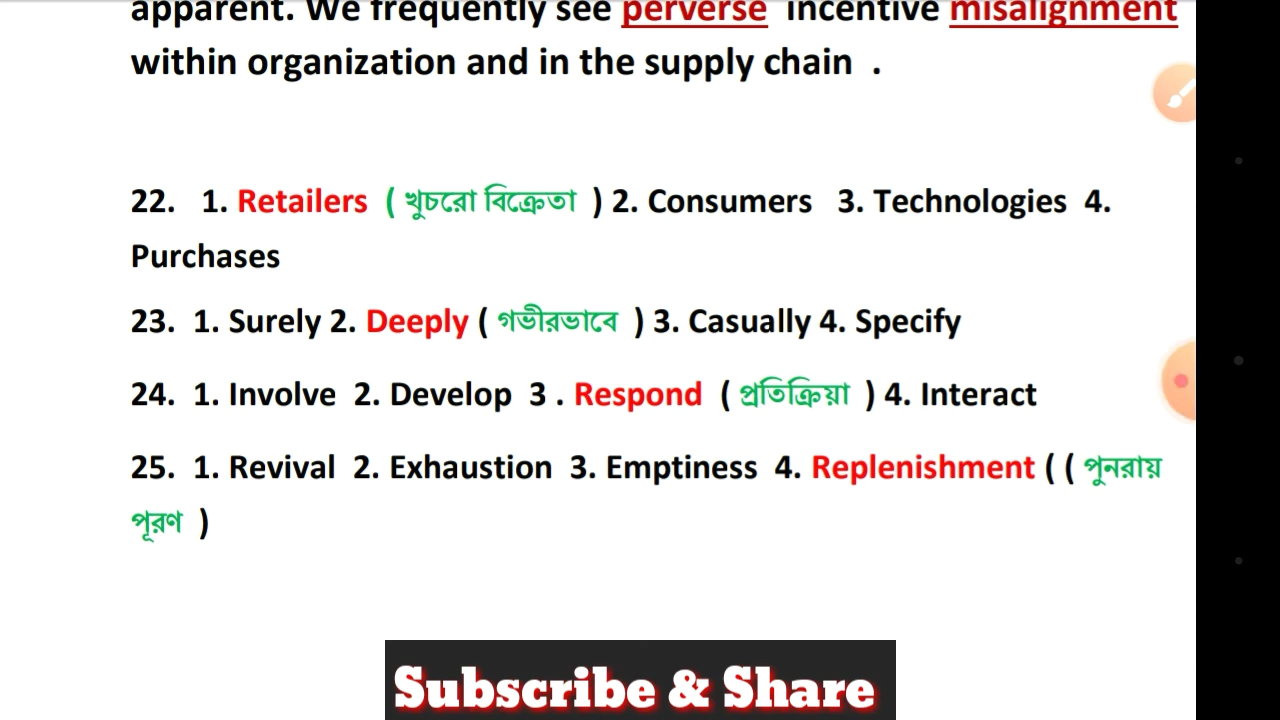 apparent. We frequently see perverse incentive misalignment
within organization and in the supply chain .
22. 1. Retailers ( খুচরো বিক্রেতা ) 2. Consumers 3. Technologies 4.
Purchases
23. 1. Surely 2. Deeply ( গভীরভাবে ) 3. Casually 4. Specify
24. 1. Involve 2. Develop 3 . Respond ( প্রতিক্রিয়া ) 4. Interact
25. 1. Revival 2. Exhaustion 3. Emptiness 4. Replenishment ( ( পুনরায়
পূরণ )
Subscribe & Share